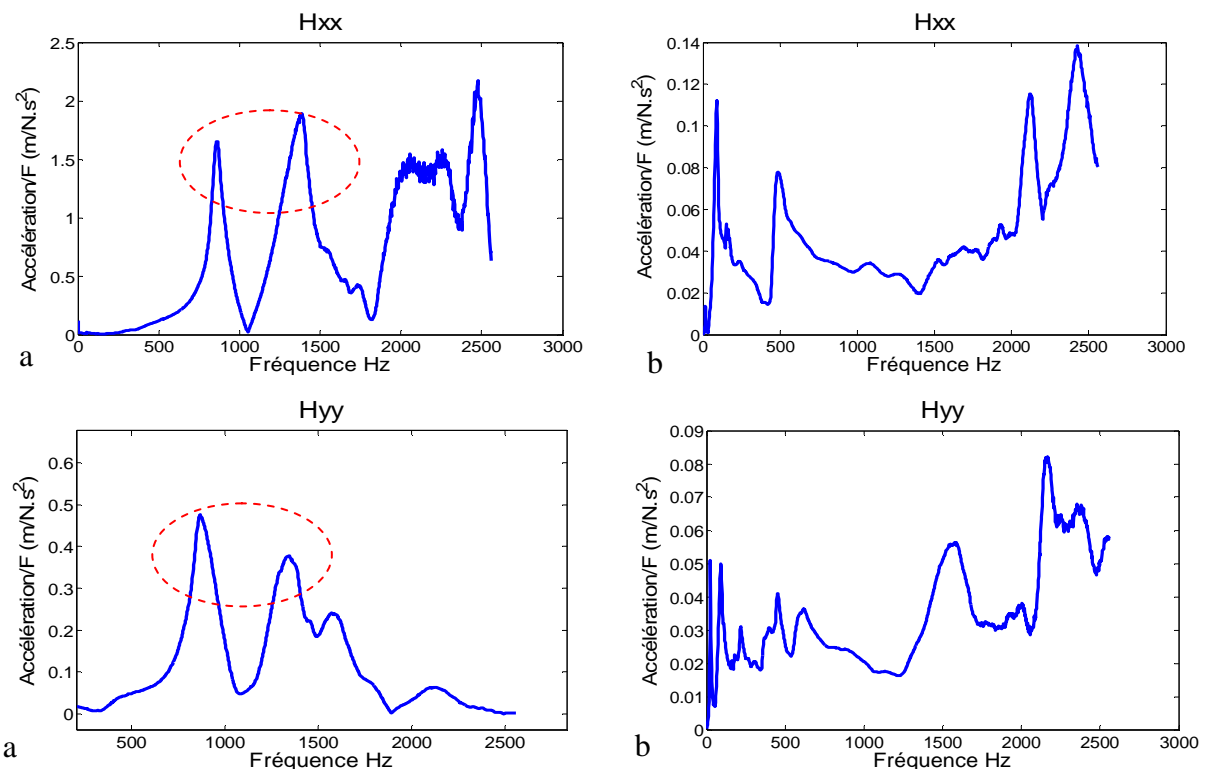 Hxx
2.5
2
1.5
1
0.5
0
0 500 1000 1500 2000 2500 3000
Accélération/F (m/N.s²)
Fréquence Hz
a
Hxx
0.14
0.12
0.1
0.08
0.06
0.04
0.02
0
0 500 1000 1500 2000 2500 3000
Accélération/F (m/N.s²)
Fréquence Hz
b
Hyy
0.6
0.5
0.4
0.3
0.2
0.1
0
500 1000 1500 2000 2500
Accélération/F (m/N.s²)
Fréquence Hz
a
Hyy
0.09
0.08
0.07
0.06
0.05
0.04
0.03
0.02
0.01
0
0 500 1000 1500 2000 2500 3000
Accélération/F (m/N.s²)
Fréquence Hz
b